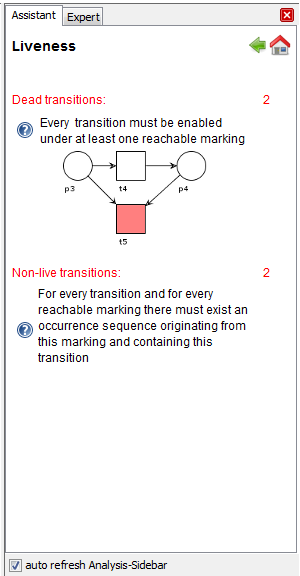 Assistant Expert
Liveness
Dead transitions: 2
? Every transition must be enabled
under at least one reachable marking
p3 t4 p4
t5
Non-live transitions: 2
For every transition and for every
reachable marking there must exist an
? occurrence sequence originating from
this marking and containing this
transition
auto refresh Analysis-Sidebar